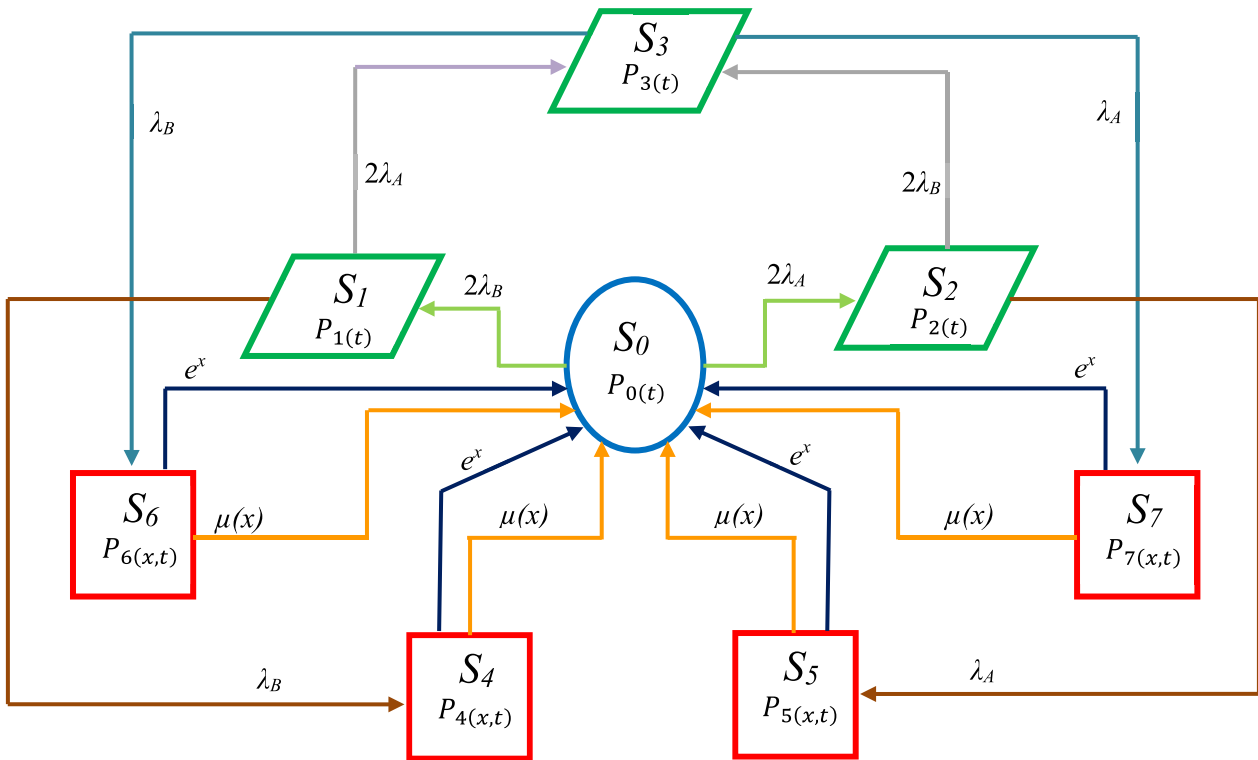 S3
P3(t)
λB
λA
2λA
2λB
S1
P1(t)
2λB
2λA
S2
P2(t)
S0
P0(t)
e^x
e^x
e^x
e^x
S6
P6(x,t)
μ(x)
μ(x)
μ(x)
μ(x)
S7
P7(x,t)
λB
S4
P4(x,t)
S5
P5(x,t)
λA